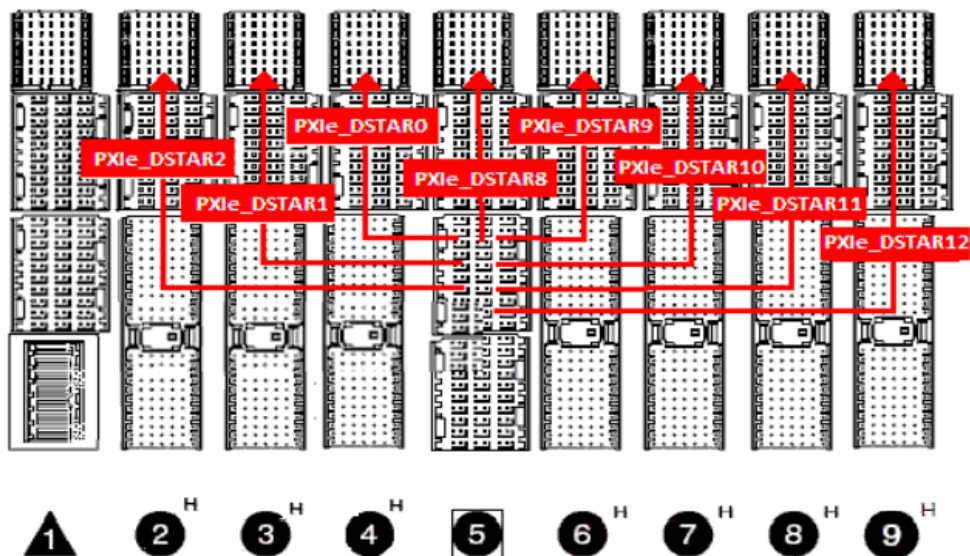 PXIe_DSTAR0
PXIe_DSTAR9
PXIe_DSTAR2
PXIe_DSTAR8
PXIe_DSTAR10
PXIe_DSTAR1
PXIe_DSTAR11
PXIe_DSTAR12
1 2 H 3 H 4 H 5 6 H 7 H 8 H 9 H